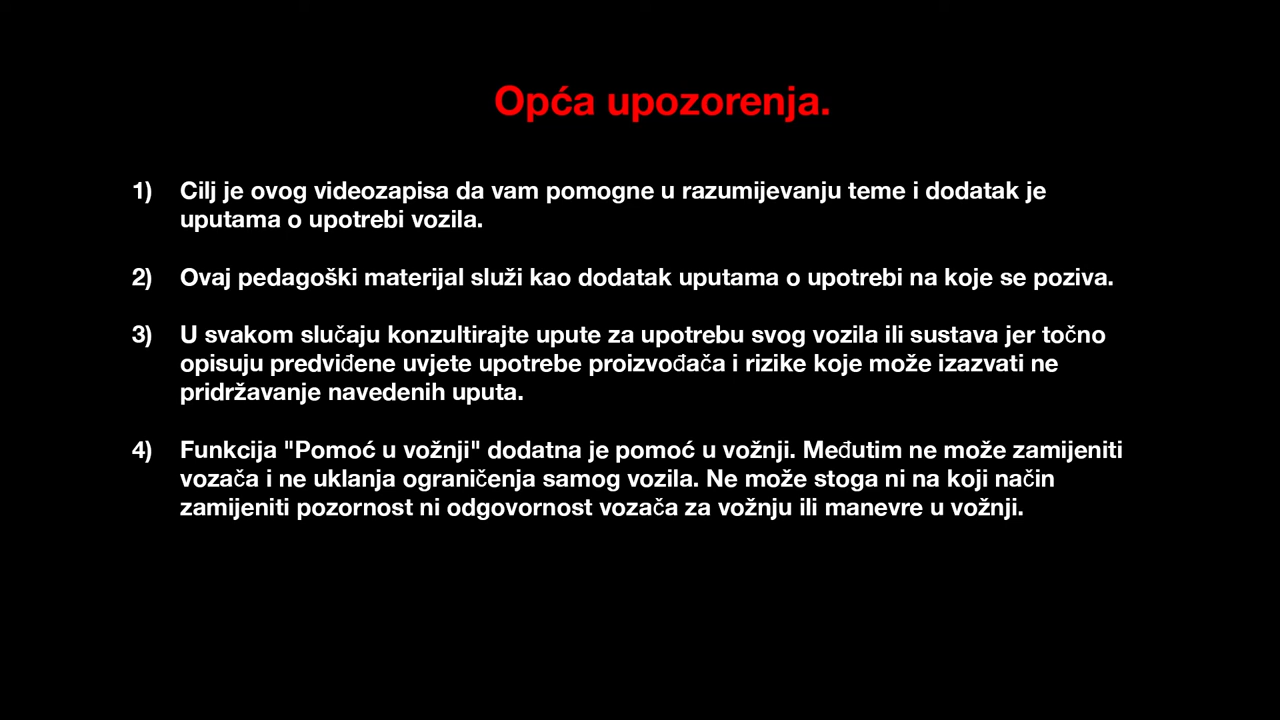 Opća upozorenja.
1) Cilj je ovog videozapisa da vam pomogne u razumijevanju teme i dodatak je
uputama o upotrebi vozila.
2) Ovaj pedagoški materijal služi kao dodatak uputama o upotrebi na koje se poziva.
3) U svakom slučaju konzultirajte upute za upotrebu svog vozila ili sustava jer točno
opisuju predviđene uvjete upotrebe proizvođača i rizike koje može izazvati ne
pridržavanje navedenih uputa.
4) Funkcija "Pomoć u vožnji" dodatna je pomoć u vožnji. Međutim ne može zamijeniti
vozača i ne uklanja ograničenja samog vozila. Ne može stoga ni na koji način
zamijeniti pozornost ni odgovornost vozača za vožnju ili manevre u vožnji.